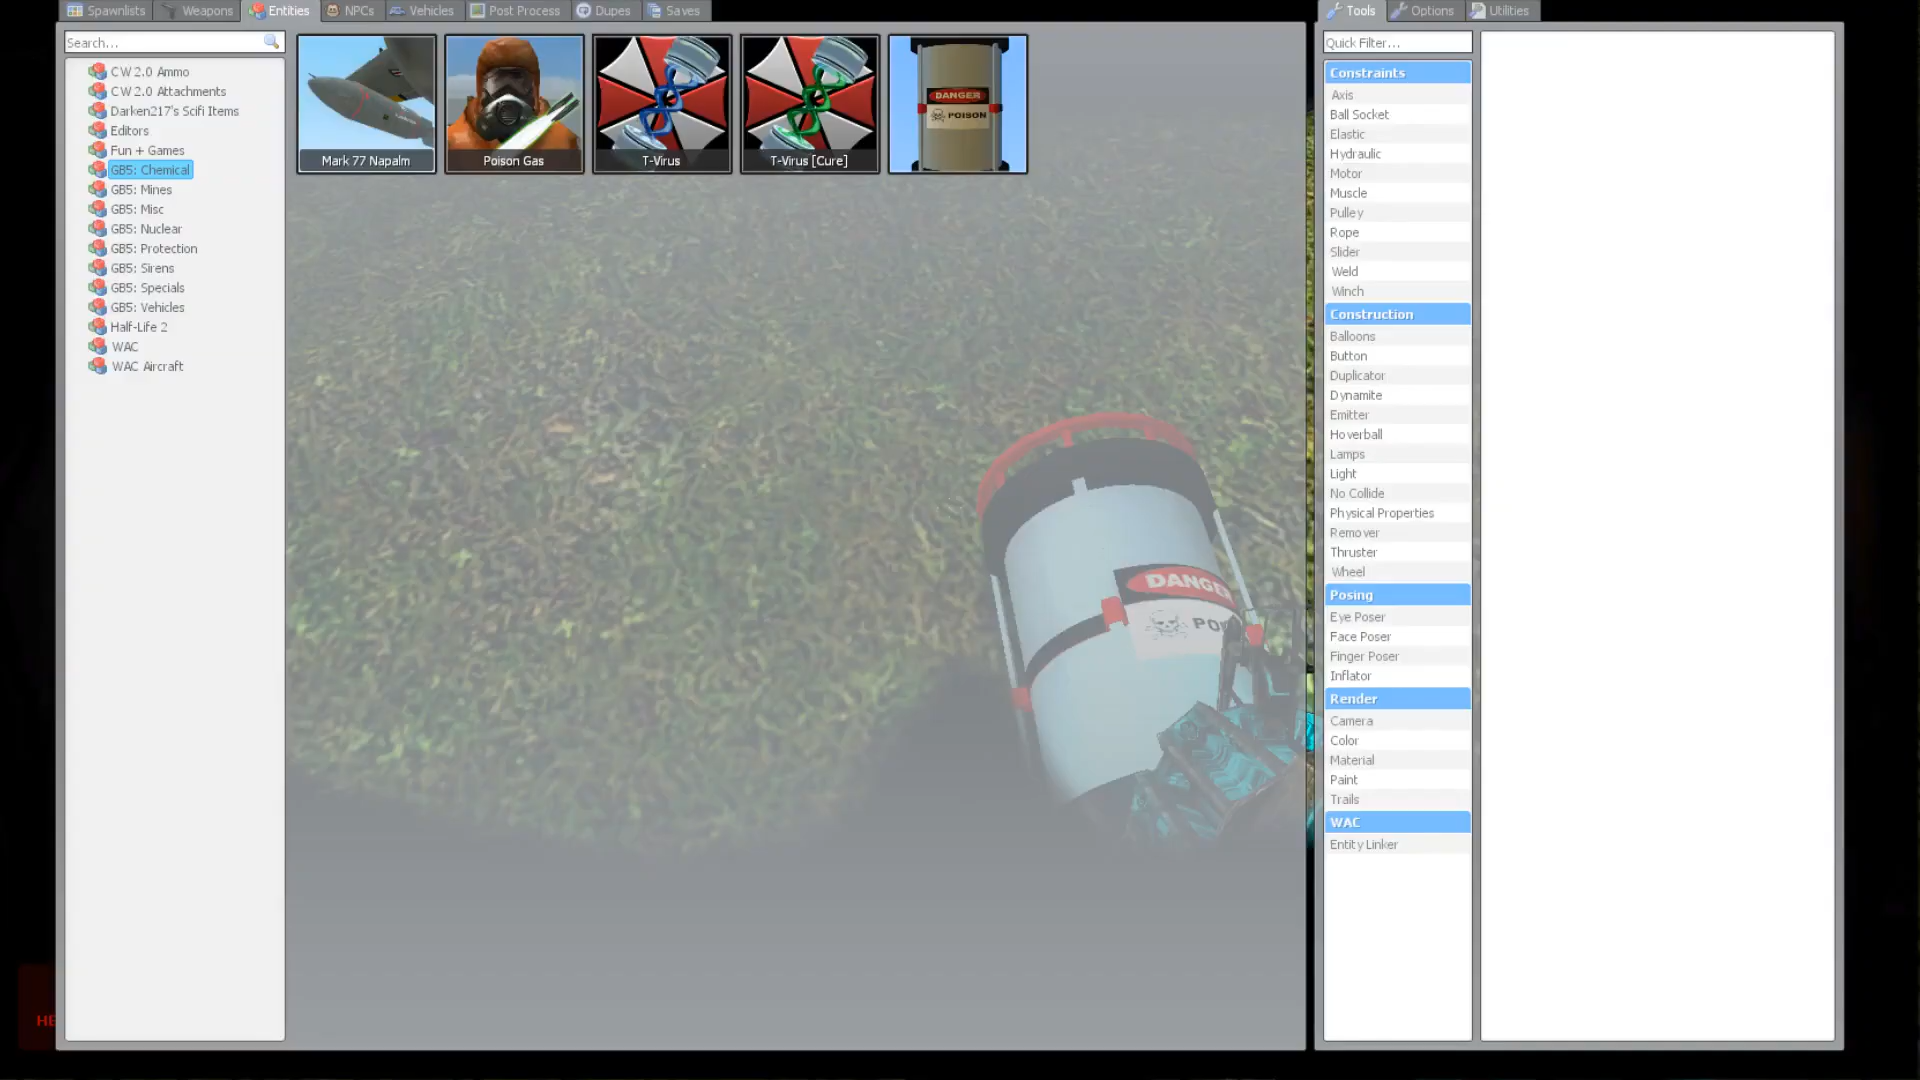 Spawnlists Weapons Entities NPCs Vehicles Post Process Dupes Saves
Tools Options Utilities
Search...
CW 2.0 Ammo
CW 2.0 Attachments
Darken217's Scifi Items
Editors
Fun + Games
GB5: Chemical
GB5: Mines
GB5: Misc
GB5: Nuclear
GB5: Protection
GB5: Sirens
GB5: Specials
GB5: Vehicles
Half-Life 2
WAC
WAC Aircraft
Mark 77 Napalm
Poison Gas
T-Virus
T-Virus [Cure]
DANGER
POISON
DANGER
Quick Filter...
Constraints
Axis
Ball Socket
Elastic
Hydraulic
Motor
Muscle
Pulley
Rope
Slider
Weld
Winch
Construction
Balloons
Button
Duplicator
Dynamite
Emitter
Hoverball
Lamps
Light
No Collide
Physical Properties
Remover
Thruster
Wheel
Posing
Eye Poser
Face Poser
Finger Poser
Inflator
Render
Camera
Color
Material
Paint
Trails
WAC
Entity Linker